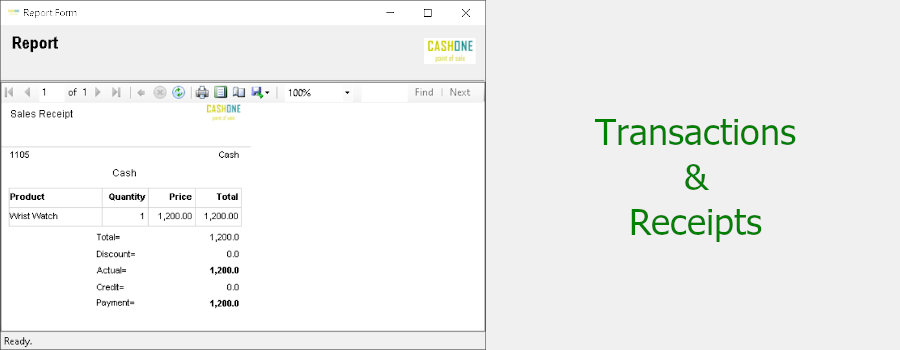 Report Form
Report
CASHONE
point of sale
1 of 1 100% Find | Next
Sales Receipt
CASHONE
point of sale
1105 Cash
Cash
Product Quantity Price Total
Wrist Watch 1 1,200.00 1,200.00
Total= 1,200.0
Discount= 0.0
Actual= 1,200.0
Credit= 0.0
Payment= 1,200.0
Ready.
Transactions
&
Receipts